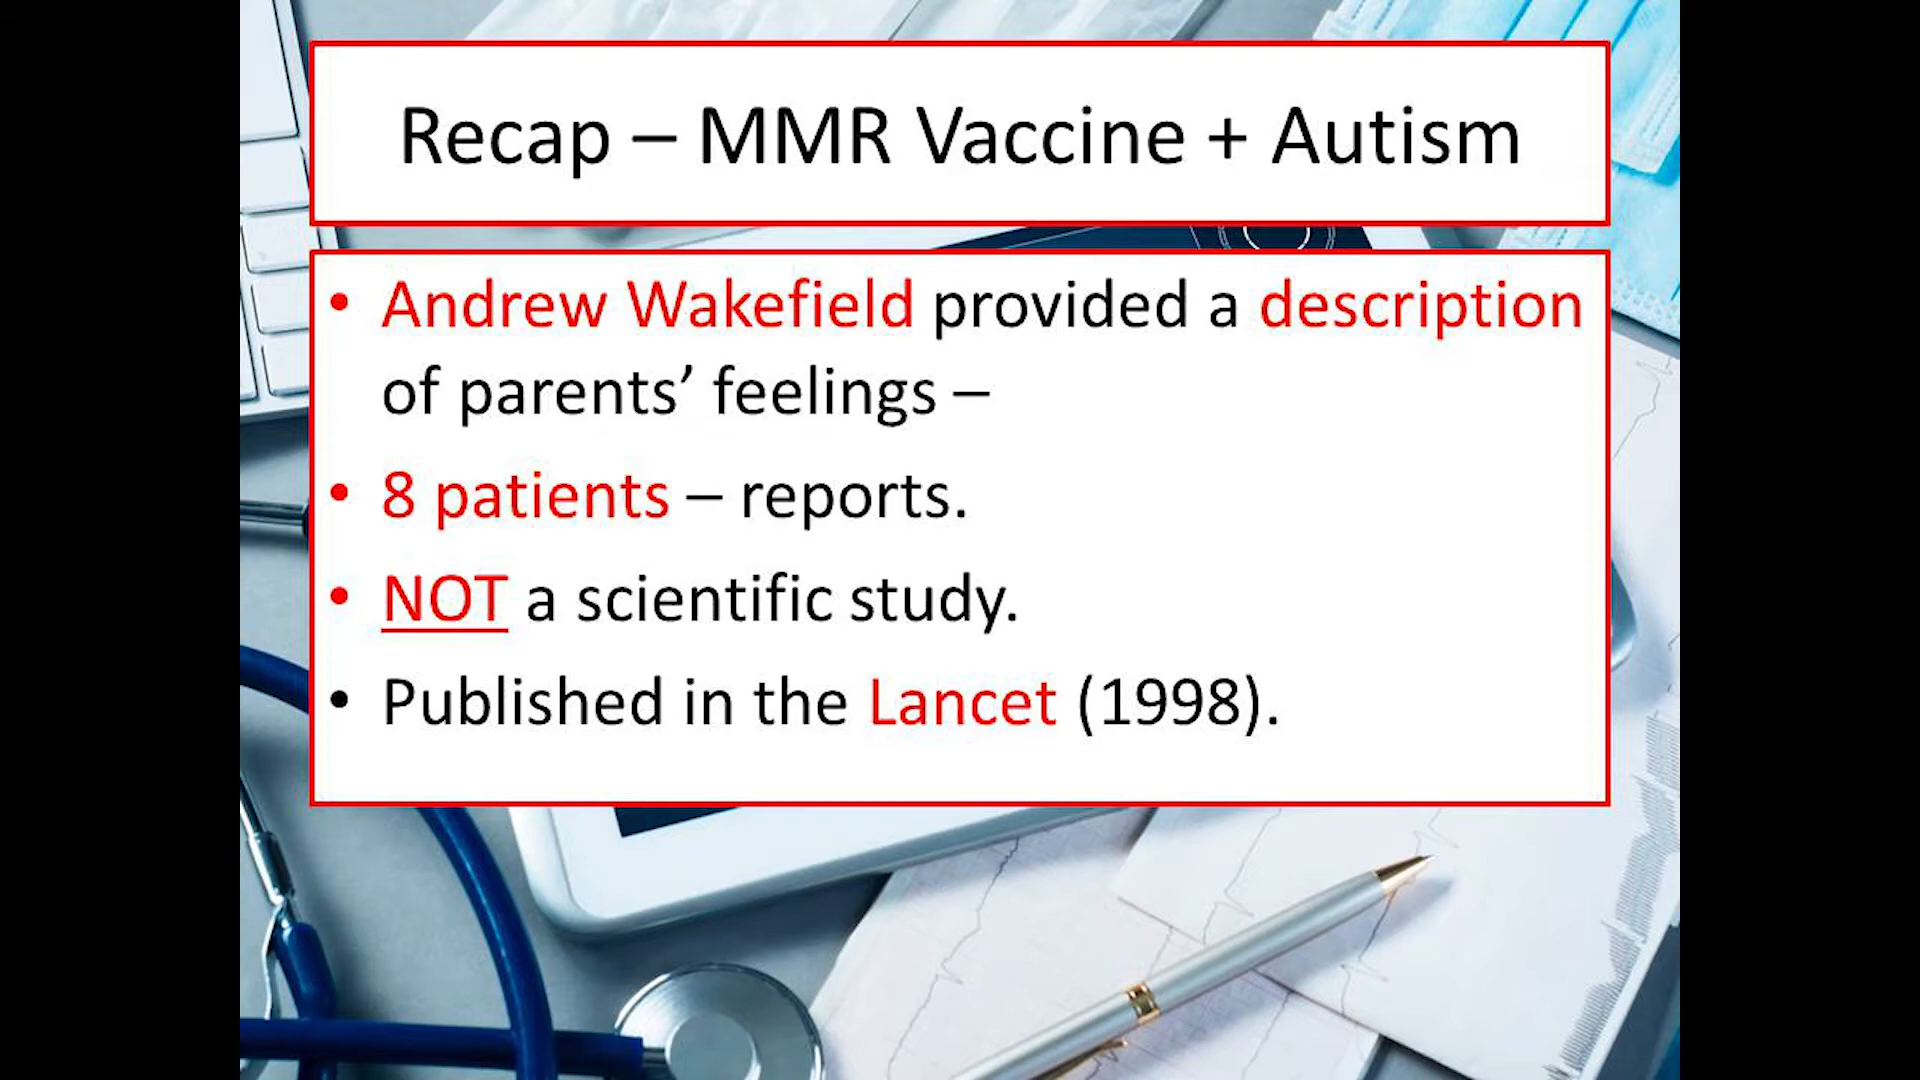 Recap – MMR Vaccine + Autism
• Andrew Wakefield provided a description
of parents’ feelings –
• 8 patients – reports.
• NOT a scientific study.
• Published in the Lancet (1998).